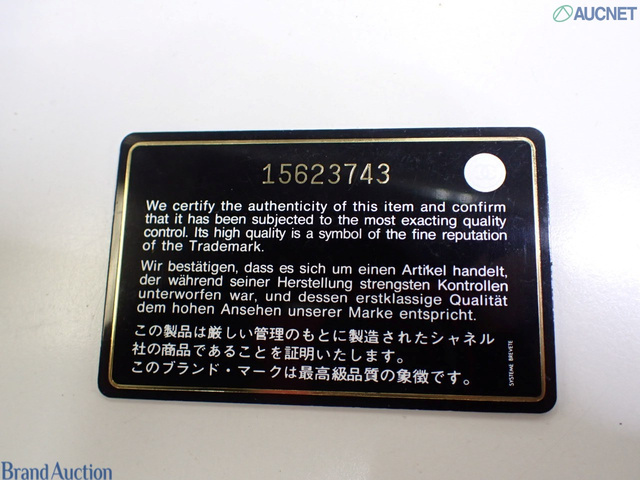 AUCNET
15623743
We certify the authenticity of this item and confirm
that it has been subjected to the most exacting quality
control. Its high quality is a symbol of the fine reputation
of the Trademark.
Wir bestätigen, dass es sich um einen Artikel handelt,
der während seiner Herstellung strengsten Kontrollen
unterworfen war, und dessen erstklassige Qualität
dem hohen Ansehen unserer Marke entspricht.
この製品は厳しい管理のもとに製造されたシャネル
社の商品であることを証明いたします。
このブランド・マークは最高級品質の象徴です。
SYSTEME BREVETE
Brand Auction